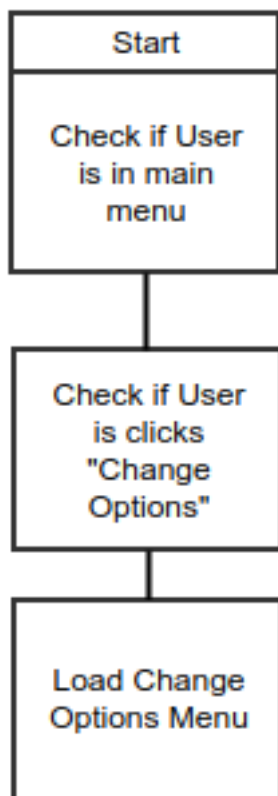 Start
Check if User
is in main
menu
Check if User
is clicks
"Change
Options"
Load Change
Options Menu